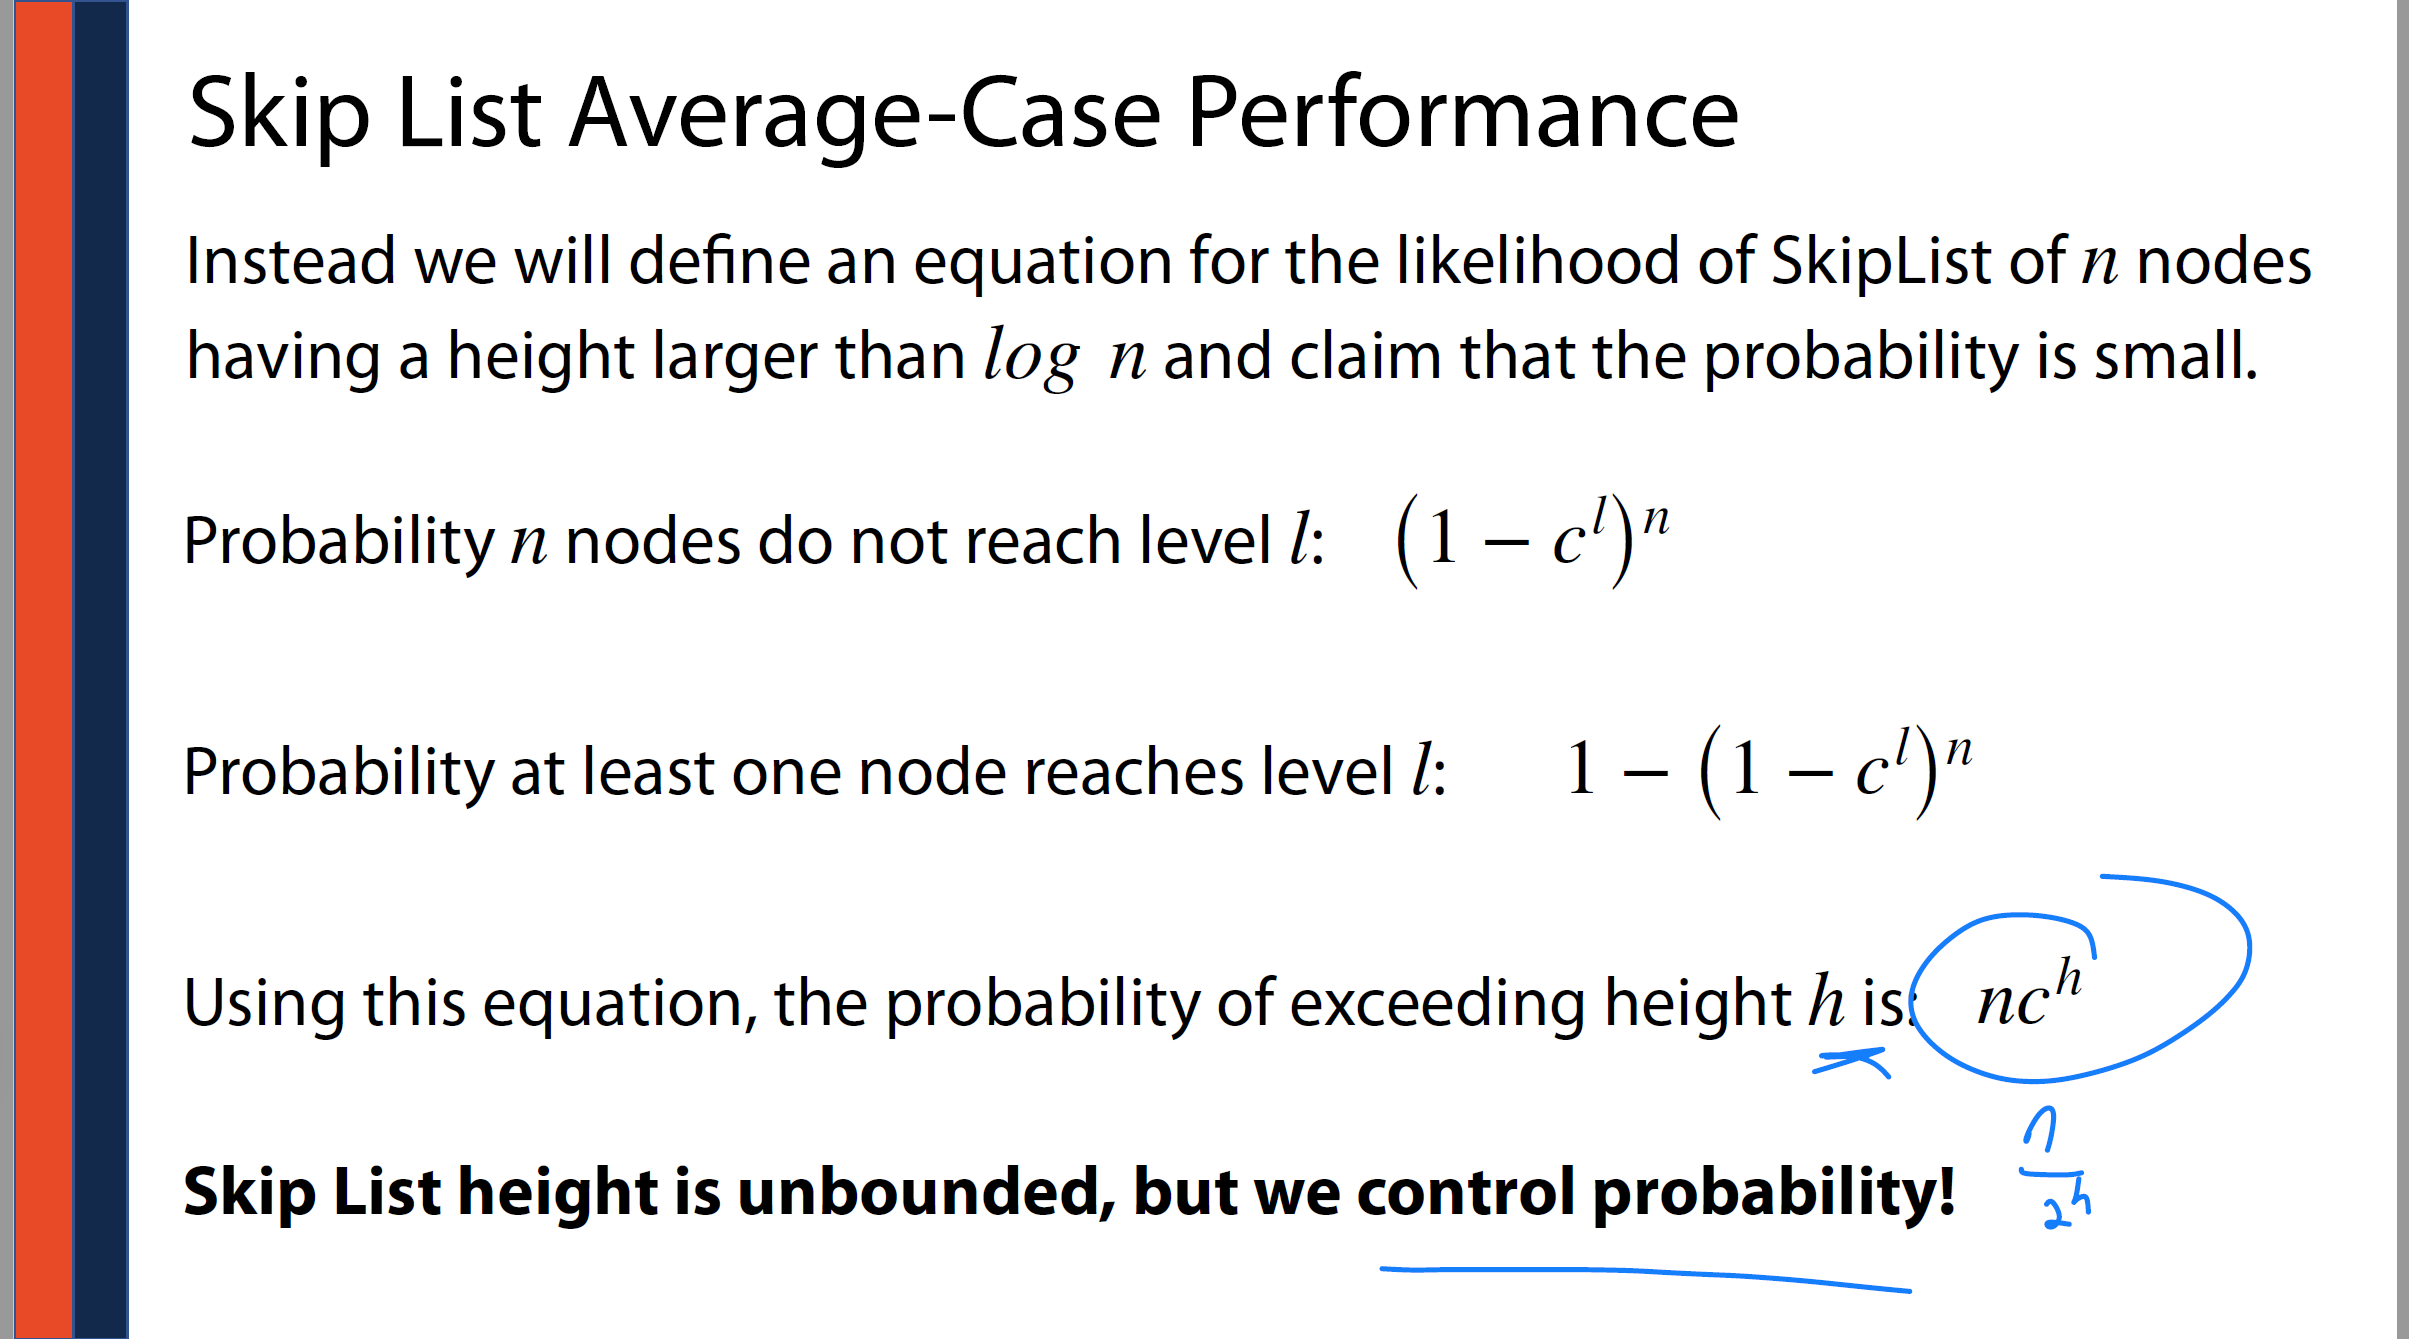 Skip List Average-Case Performance
Instead we will define an equation for the likelihood of SkipList of n nodes
having a height larger than log n and claim that the probability is small.
Probability n nodes do not reach level l: (1 − c^l)^n
Probability at least one node reaches level l: 1 − (1 − c^l)^n
Using this equation, the probability of exceeding height h is: nc^h
n
2^h
Skip List height is unbounded, but we control probability!